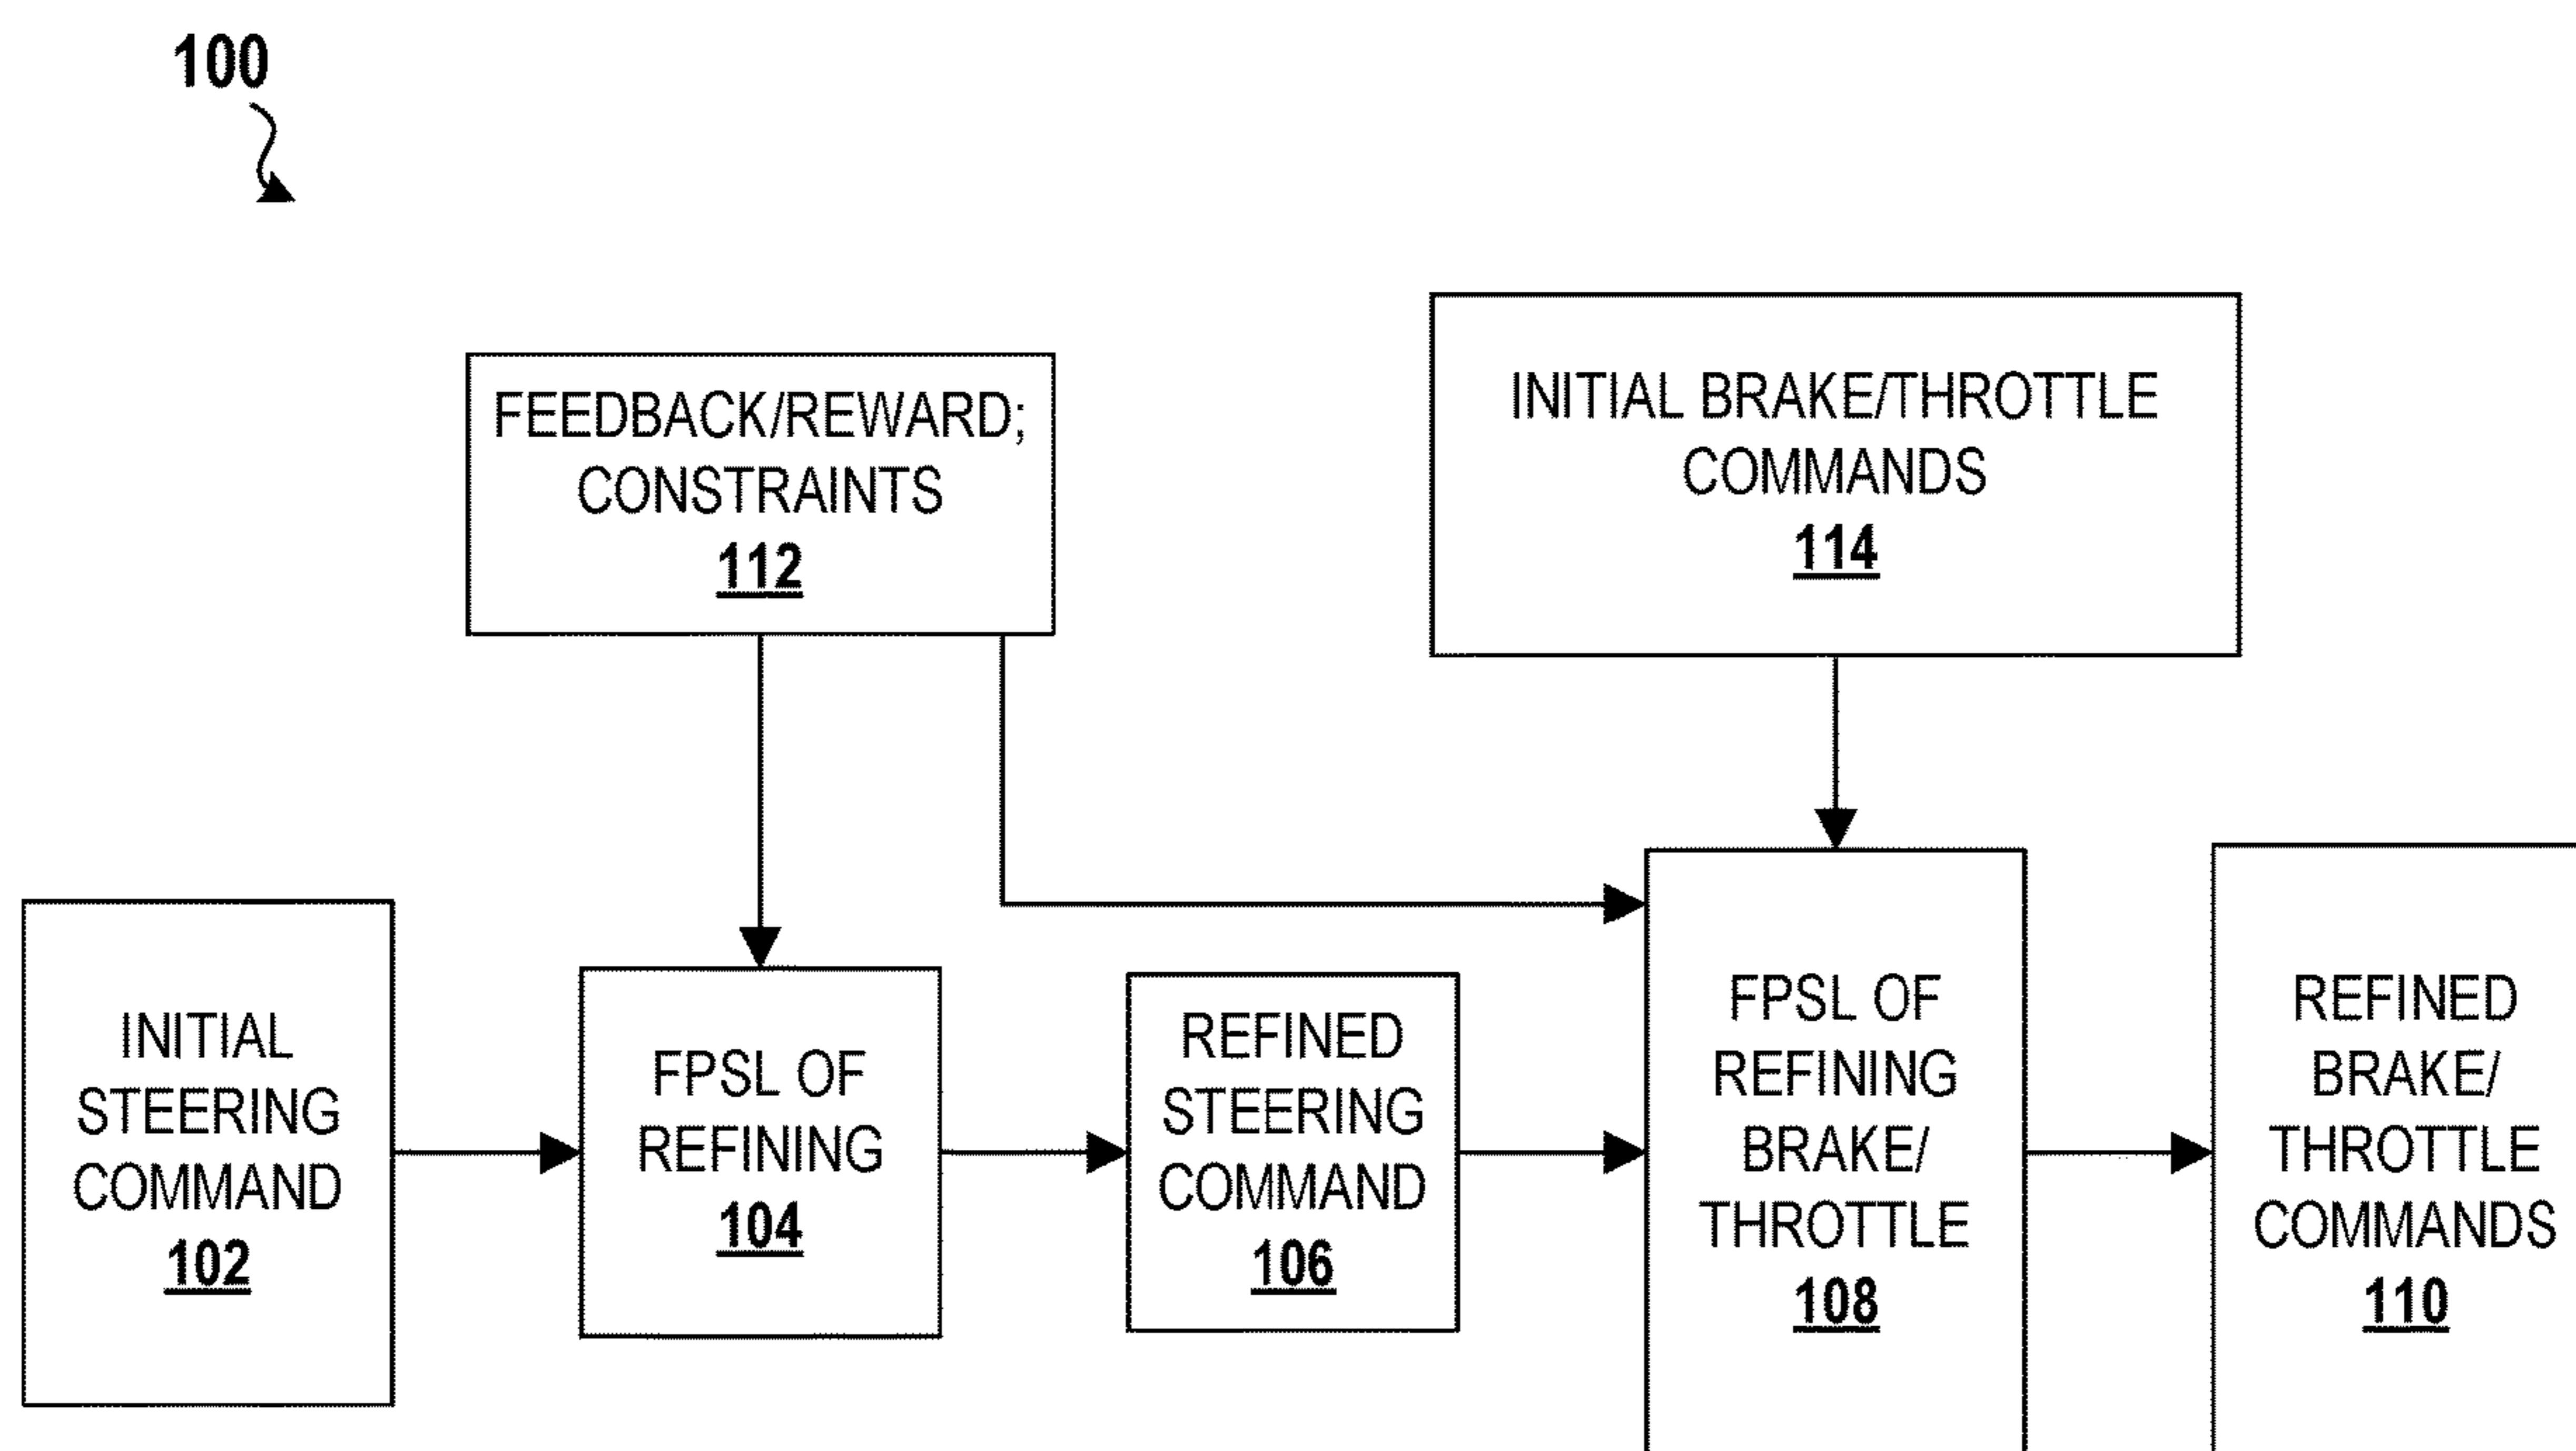 100
FEEDBACK/REWARD;
CONSTRAINTS
112
INITIAL BRAKE/THROTTLE
COMMANDS
114
INITIAL
STEERING
COMMAND
102
FPSL OF
REFINING
104
REFINED
STEERING
COMMAND
106
FPSL OF
REFINING
BRAKE/
THROTTLE
108
REFINED
BRAKE/
THROTTLE
COMMANDS
110